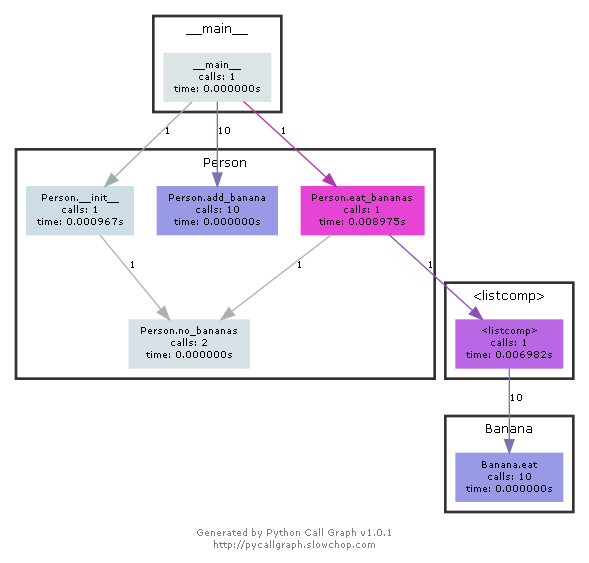 __main__
__main__
calls: 1
time: 0.000000s
1
10
1
Person
Person.__init__
calls: 1
time: 0.000967s
Person.add_banana
calls: 10
time: 0.000000s
Person.eat_bananas
calls: 1
time: 0.008975s
1
1
1
Person.no_bananas
calls: 2
time: 0.000000s
<listcomp>
<listcomp>
calls: 1
time: 0.006982s
10
Banana
Banana.eat
calls: 10
time: 0.000000s
Generated by Python Call Graph v1.0.1
http://pycallgraph.slowchop.com